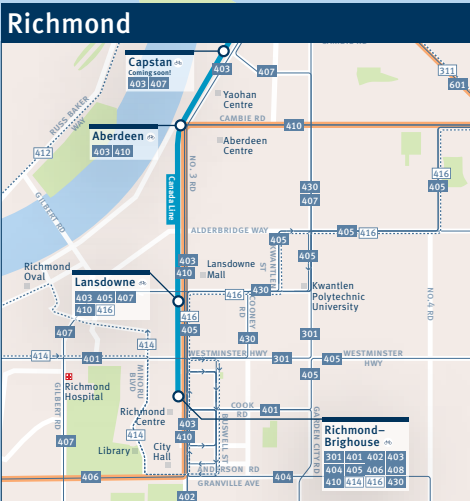 Richmond
Capstan
Coming soon!
403 407
403
407
311
601
Yaohan
Centre
RUSS BAKER
WAY
CAMBIE RD
410
Aberdeen
403 410
Aberdeen
Centre
412
NO. 3 RD
416
405
430
407
Canada Line
GILBERT RD
ALDERBRIDGE WAY
405 416
405
KWANTLEN
ST
405
403
410
Lansdowne
Mall
Richmond
Oval
Lansdowne
403 405 407
410 416
416
430
Kwantlen
Polytechnic
University
NO. 4 RD
COONEY
RD
416
405
407
414
430
301
414
401
WESTMINSTER HWY
301
405
WESTMINSTER
HWY
405
Richmond
Hospital
MINORU
BLVD
GILBERT RD
Richmond
Centre
COOK
RD
401
403
410
BUSWELL ST
GARDEN CITY RD
Richmond–
Brighouse
301 401 402 403
404 405 406 408
410 414 416 430
407
414
Library
City
Hall
ANDERSON RD
406
404
GRANVILLE AVE
402